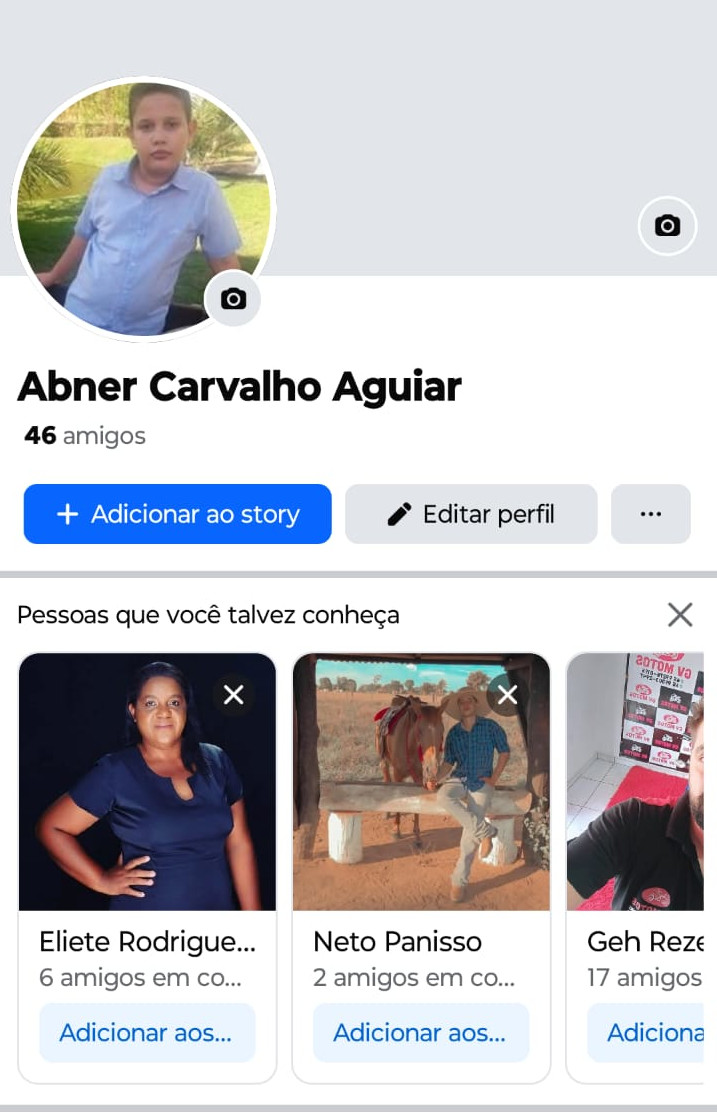 Abner Carvalho Aguiar
46 amigos
+ Adicionar ao story
Editar perfil
...
Pessoas que você talvez conheça
Eliete Rodrigue...
6 amigos em co...
Adicionar aos...
Neto Panisso
2 amigos em co...
Adicionar aos...
Geh Reze
17 amigos
Adiciona